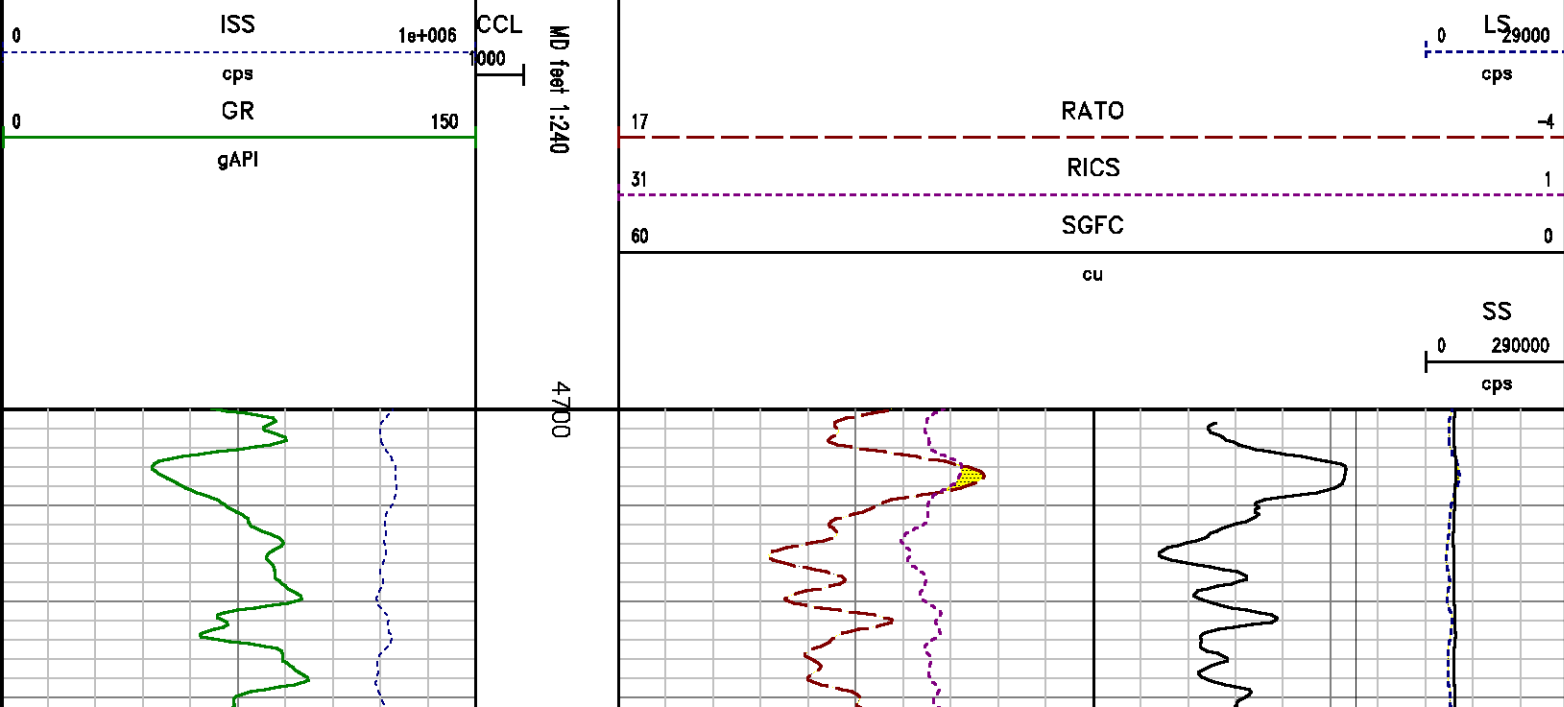 ISS
0 1e+006
cps
GR
0 150
gAPI
CCL
1000
MD feet 1:240
LS
0 29000
cps
RATO
17 -4
RICS
31 1
SGFC
60 0
cu
SS
0 290000
cps
4700